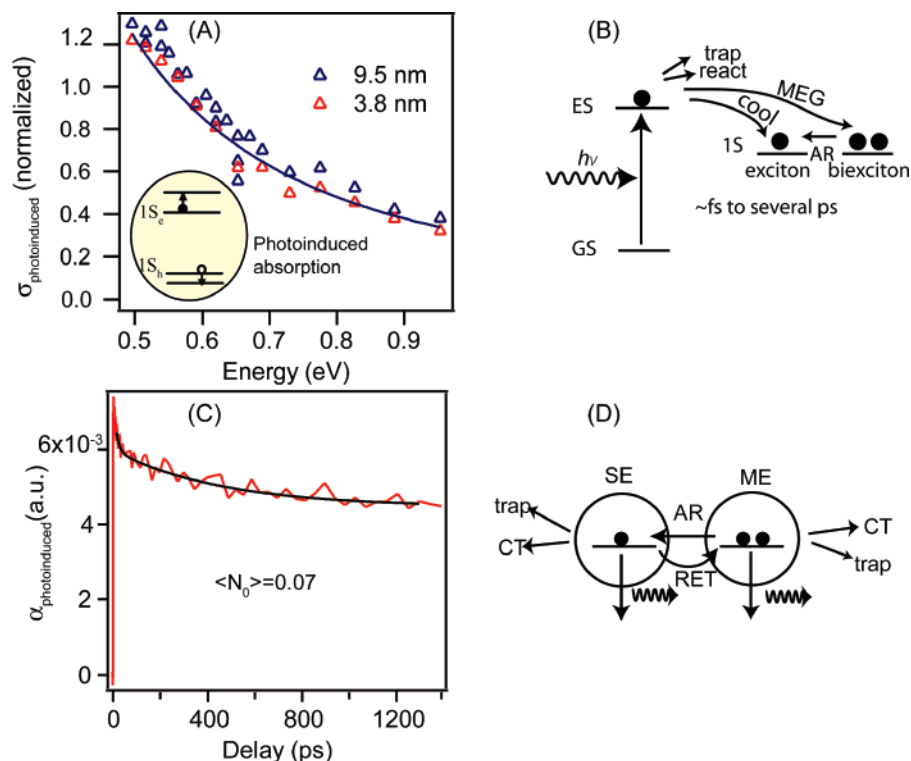 (A)
σphotoinduced (normalized)
1.2
1.0
0.8
0.6
0.4
0.2
0.0
9.5 nm
3.8 nm
1Se
1Sh
Photoinduced
absorption
0.5 0.6 0.7 0.8 0.9
Energy (eV)
(B)
trap
react
MEG
cool
ES
1S
AR
exciton
biexciton
hν
~fs to several ps
GS
(C)
αphotoinduced(a.u.)
6x10-3
4
2
0
<N0>=0.07
0 400 800 1200
Delay (ps)
(D)
SE
ME
trap
AR
CT
CT
RET
trap